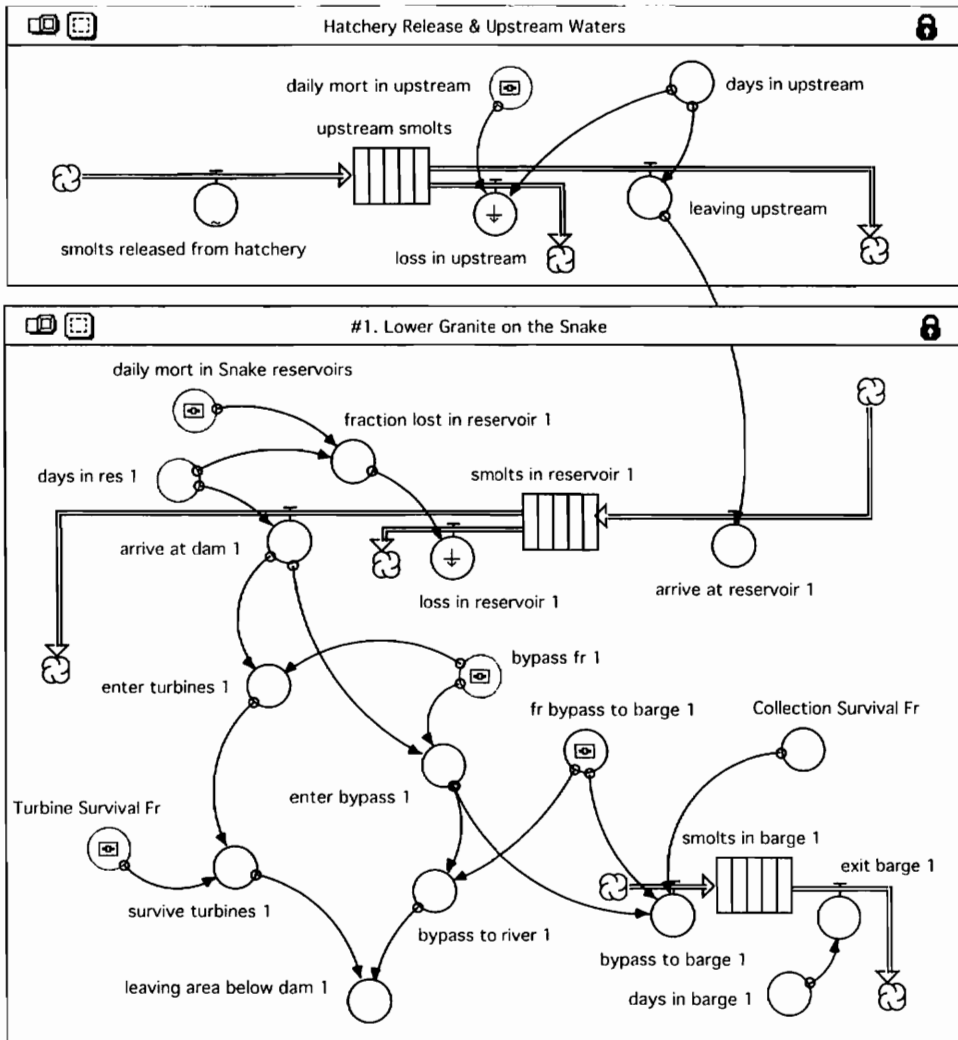 Hatchery Release & Upstream Waters
daily mort in upstream
days in upstream
upstream smolts
smolts released from hatchery
loss in upstream
leaving upstream
#1. Lower Granite on the Snake
daily mort in Snake reservoirs
fraction lost in reservoir 1
days in res 1
smolts in reservoir 1
arrive at dam 1
loss in reservoir 1
arrive at reservoir 1
enter turbines 1
bypass fr 1
fr bypass to barge 1
Collection Survival Fr
enter bypass 1
Turbine Survival Fr
smolts in barge 1
exit barge 1
survive turbines 1
bypass to river 1
bypass to barge 1
leaving area below dam 1
days in barge 1